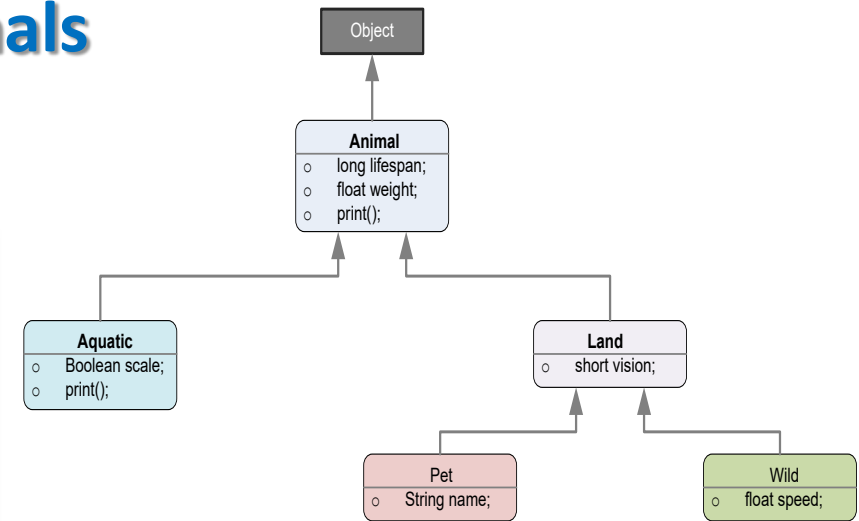 Object
Animal
long lifespan;
float weight;
print();
Aquatic
Boolean scale;
print();
Land
short vision;
Pet
String name;
Wild
float speed;